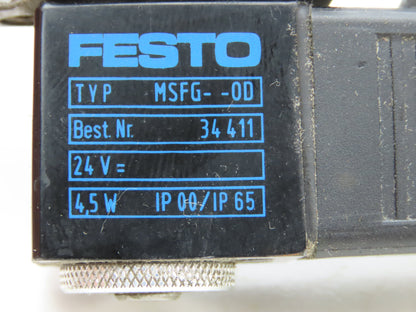 FESTO
TYP MSFG- -OD
Best. Nr. 34 411
24 V =
4,5 W IP 00/IP 65